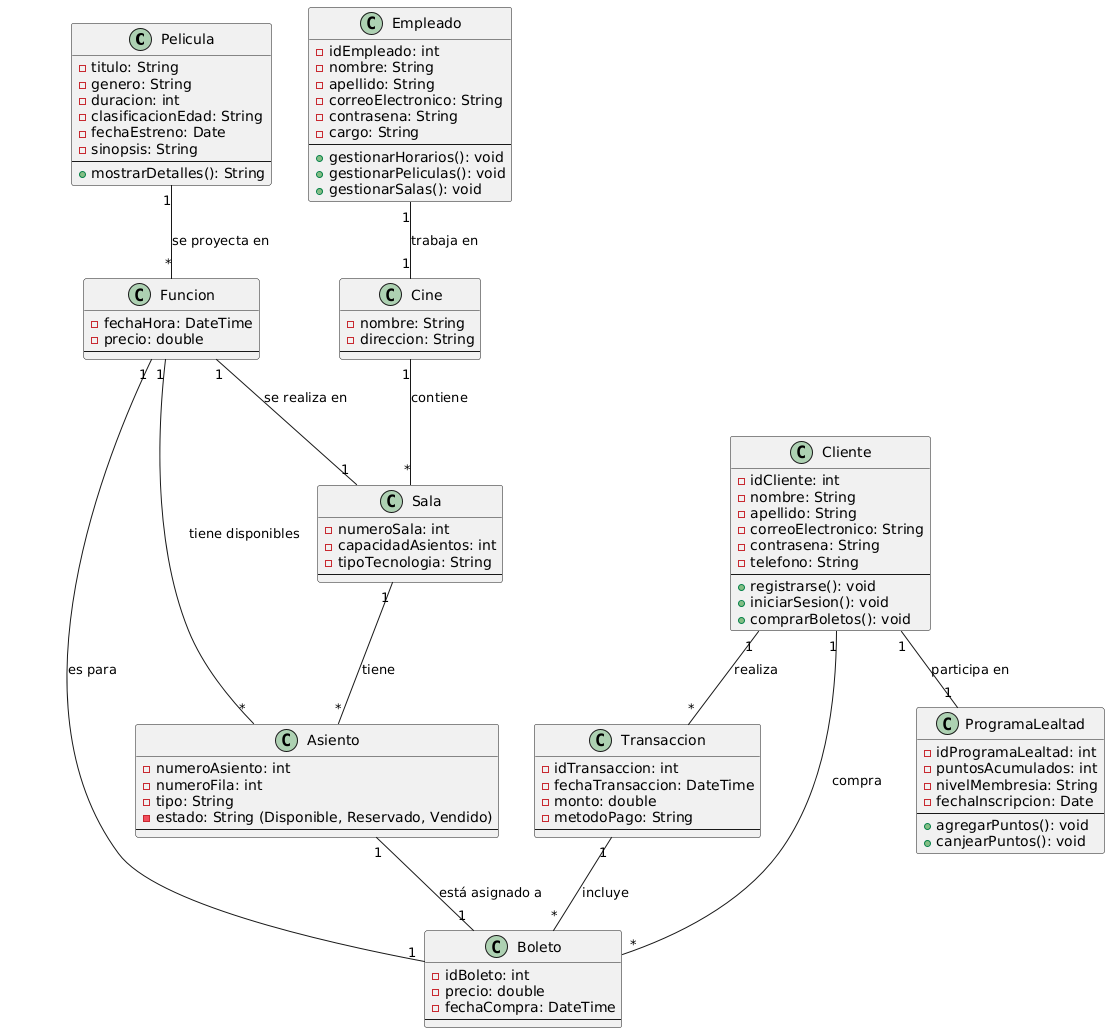 C Pelicula
titulo: String
genero: String
duracion: int
clasificacionEdad: String
fechaEstreno: Date
sinopsis: String
mostrarDetalles(): String
C Empleado
idEmpleado: int
nombre: String
apellido: String
correoElectronico: String
contrasena: String
cargo: String
gestionarHorarios(): void
gestionarPeliculas(): void
gestionarSalas(): void
1
se proyecta en
*
1
trabaja en
1
C Funcion
fechaHora: DateTime
precio: double
C Cine
nombre: String
direccion: String
1
1
1
se realiza en
1
1
contiene
*
C Sala
numeroSala: int
capacidadAsientos: int
tipoTecnologia: String
C Cliente
idCliente: int
nombre: String
apellido: String
correoElectronico: String
contrasena: String
telefono: String
registrarse(): void
iniciarSesion(): void
comprarBoletos(): void
tiene disponibles
*
es para
1
1
tiene
*
1
realiza
*
1
compra
*
1
participa en
1
C Asiento
numeroAsiento: int
numeroFila: int
tipo: String
estado: String (Disponible, Reservado, Vendido)
C Transaccion
idTransaccion: int
fechaTransaccion: DateTime
monto: double
metodoPago: String
C ProgramaLealtad
idProgramaLealtad: int
puntosAcumulados: int
nivelMembresia: String
fechaInscripcion: Date
agregarPuntos(): void
canjearPuntos(): void
1
está asignado a
1
1
incluye
*
C Boleto
idBoleto: int
precio: double
fechaCompra: DateTime